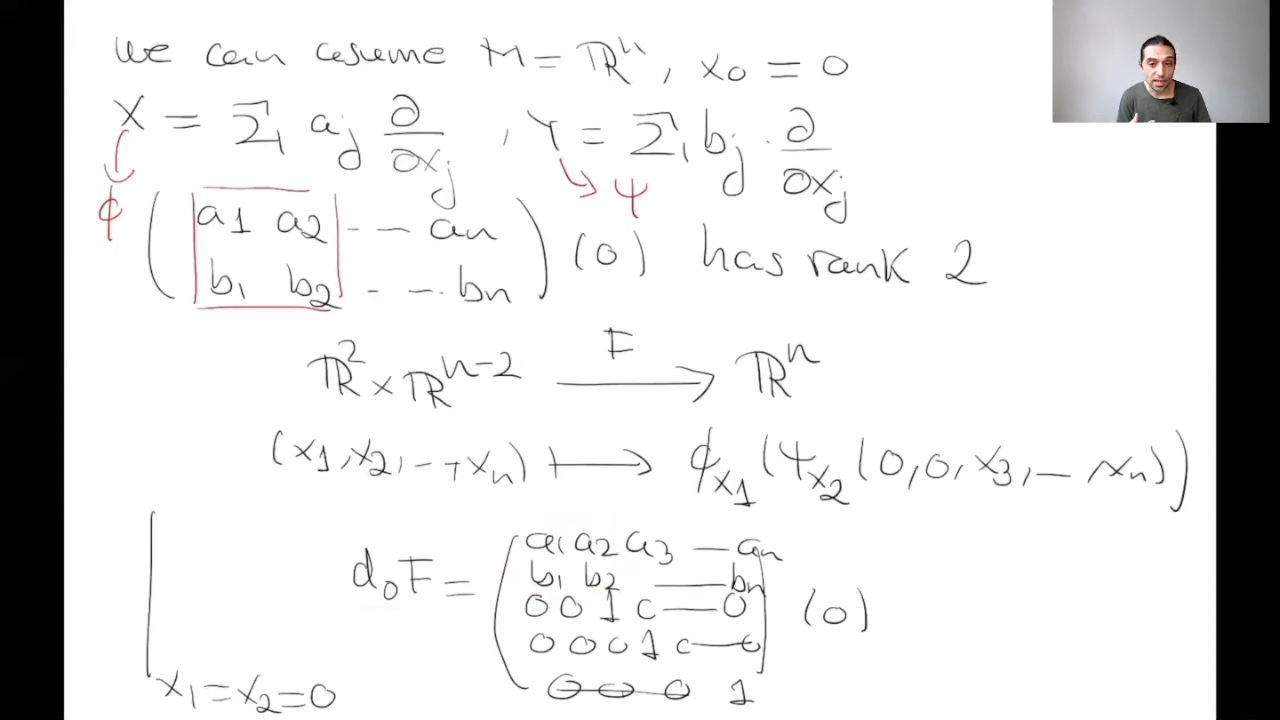 we can assume M = ℝⁿ, x₀ = 0
X = Σ aⱼ ∂/∂xⱼ , Y = Σ bⱼ · ∂/∂xⱼ
ϕ ψ
( a₁ a₂ -- aₙ
b₁ b₂ - -- bₙ ) (0) has rank 2
ℝ² × ℝⁿ⁻² —F→ ℝⁿ
(x₁, x₂, --, xₙ) ⟼ ϕ_x₁ (ψ_x₂ (0, 0, x₃, --, xₙ))
d₀F = ( a₁ a₂ a₃ — aₙ
b₁ b₂ —— bₙ
0 0 1 0 —— 0
0 0 0 1 0 — 0
0 0 0 1 ) (0)
x₁ = x₂ = 0